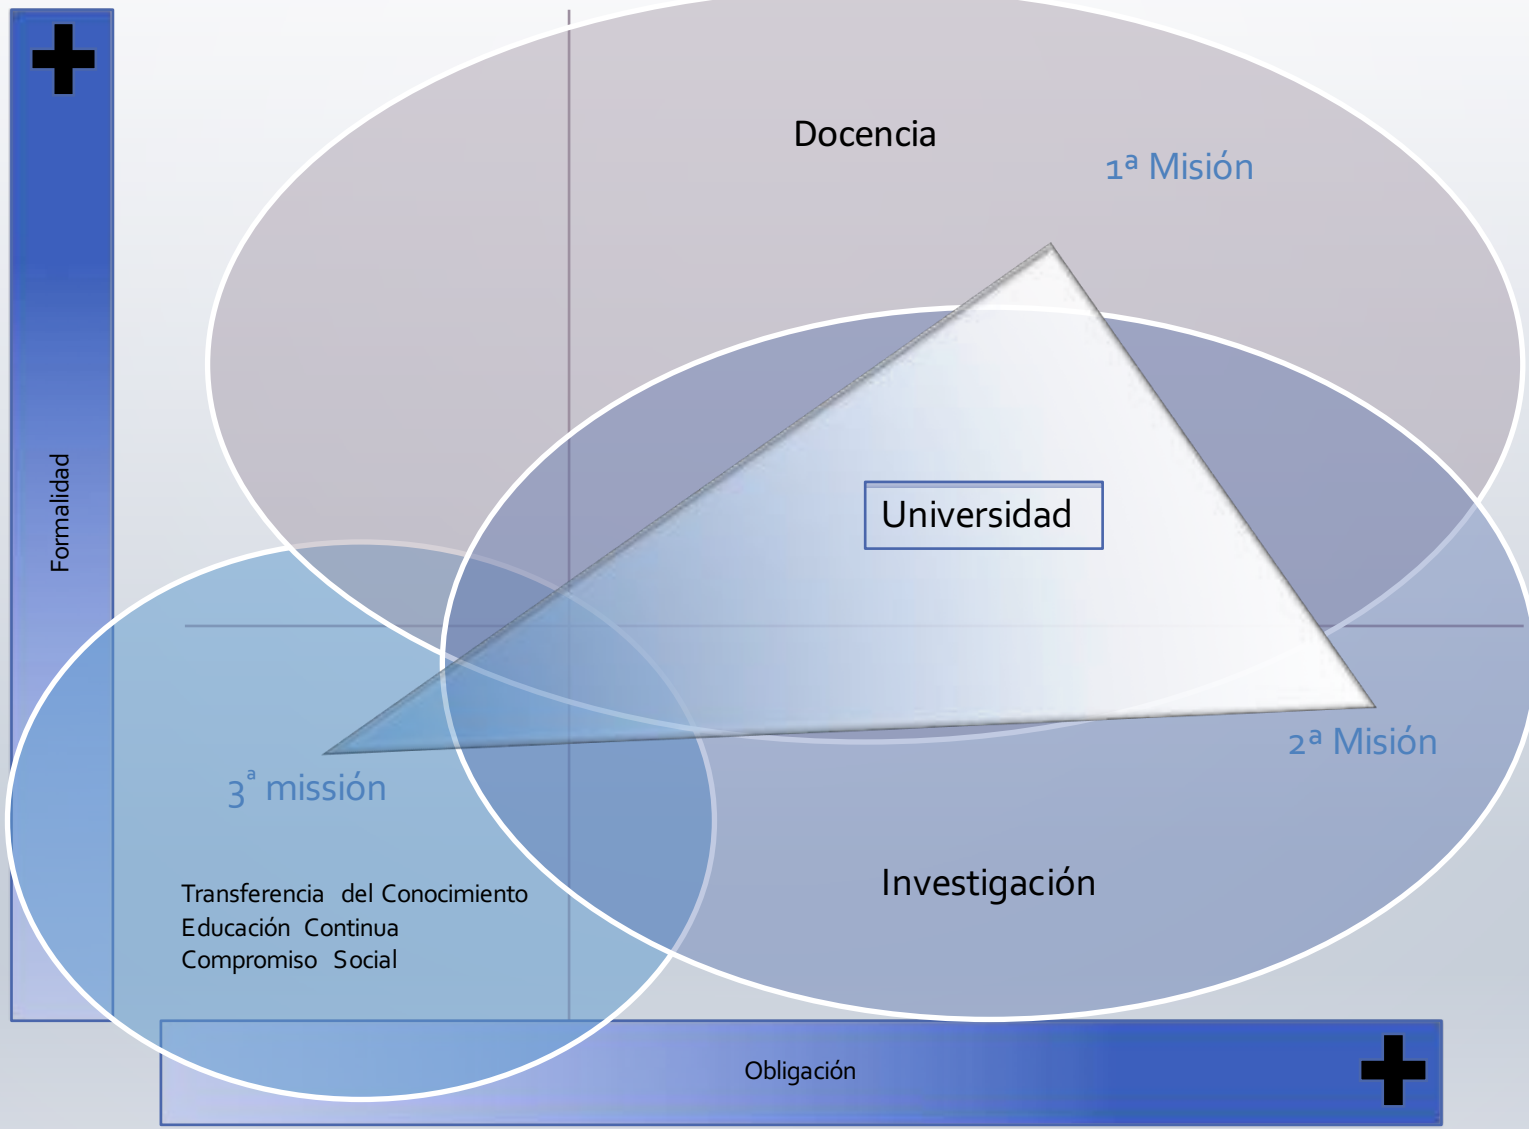 Docencia
1ª Misión
Formalidad
Universidad
2ª Misión
3ª missión
Investigación
Transferencia del Conocimiento
Educación Continua
Compromiso Social
Obligación